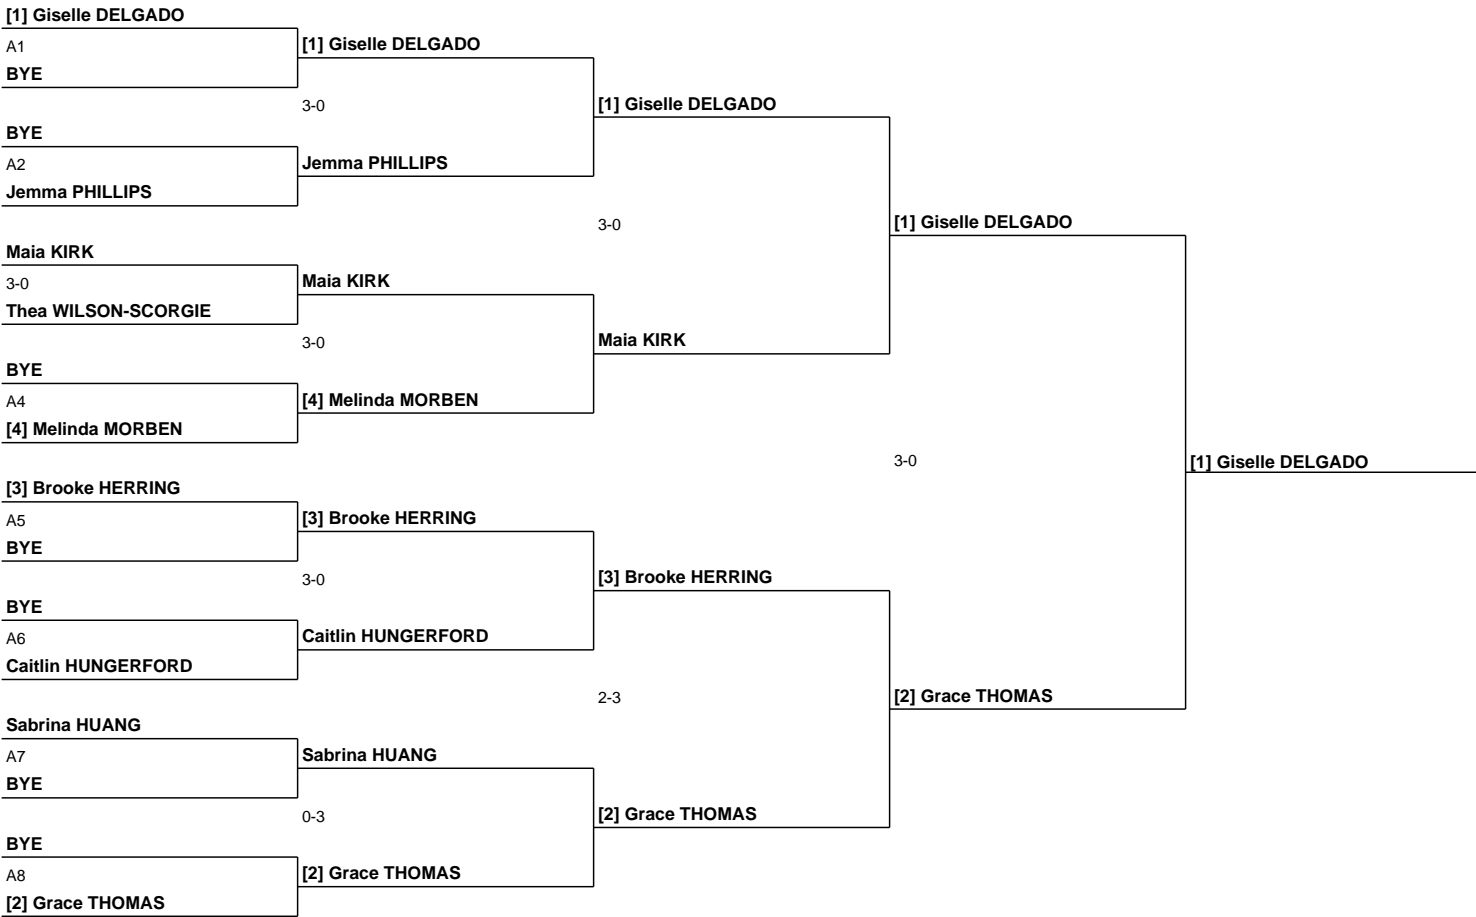 [1] Giselle DELGADO
A1
BYE
BYE
A2
Jemma PHILLIPS
Maia KIRK
3-0
Thea WILSON-SCORGIE
BYE
A4
[4] Melinda MORBEN
[3] Brooke HERRING
A5
BYE
BYE
A6
Caitlin HUNGERFORD
Sabrina HUANG
A7
BYE
BYE
A8
[2] Grace THOMAS
[1] Giselle DELGADO
3-0
Jemma PHILLIPS
Maia KIRK
3-0
[4] Melinda MORBEN
[3] Brooke HERRING
3-0
Caitlin HUNGERFORD
Sabrina HUANG
0-3
[2] Grace THOMAS
[1] Giselle DELGADO
3-0
Maia KIRK
[3] Brooke HERRING
2-3
[2] Grace THOMAS
[1] Giselle DELGADO
3-0
[2] Grace THOMAS
[1] Giselle DELGADO